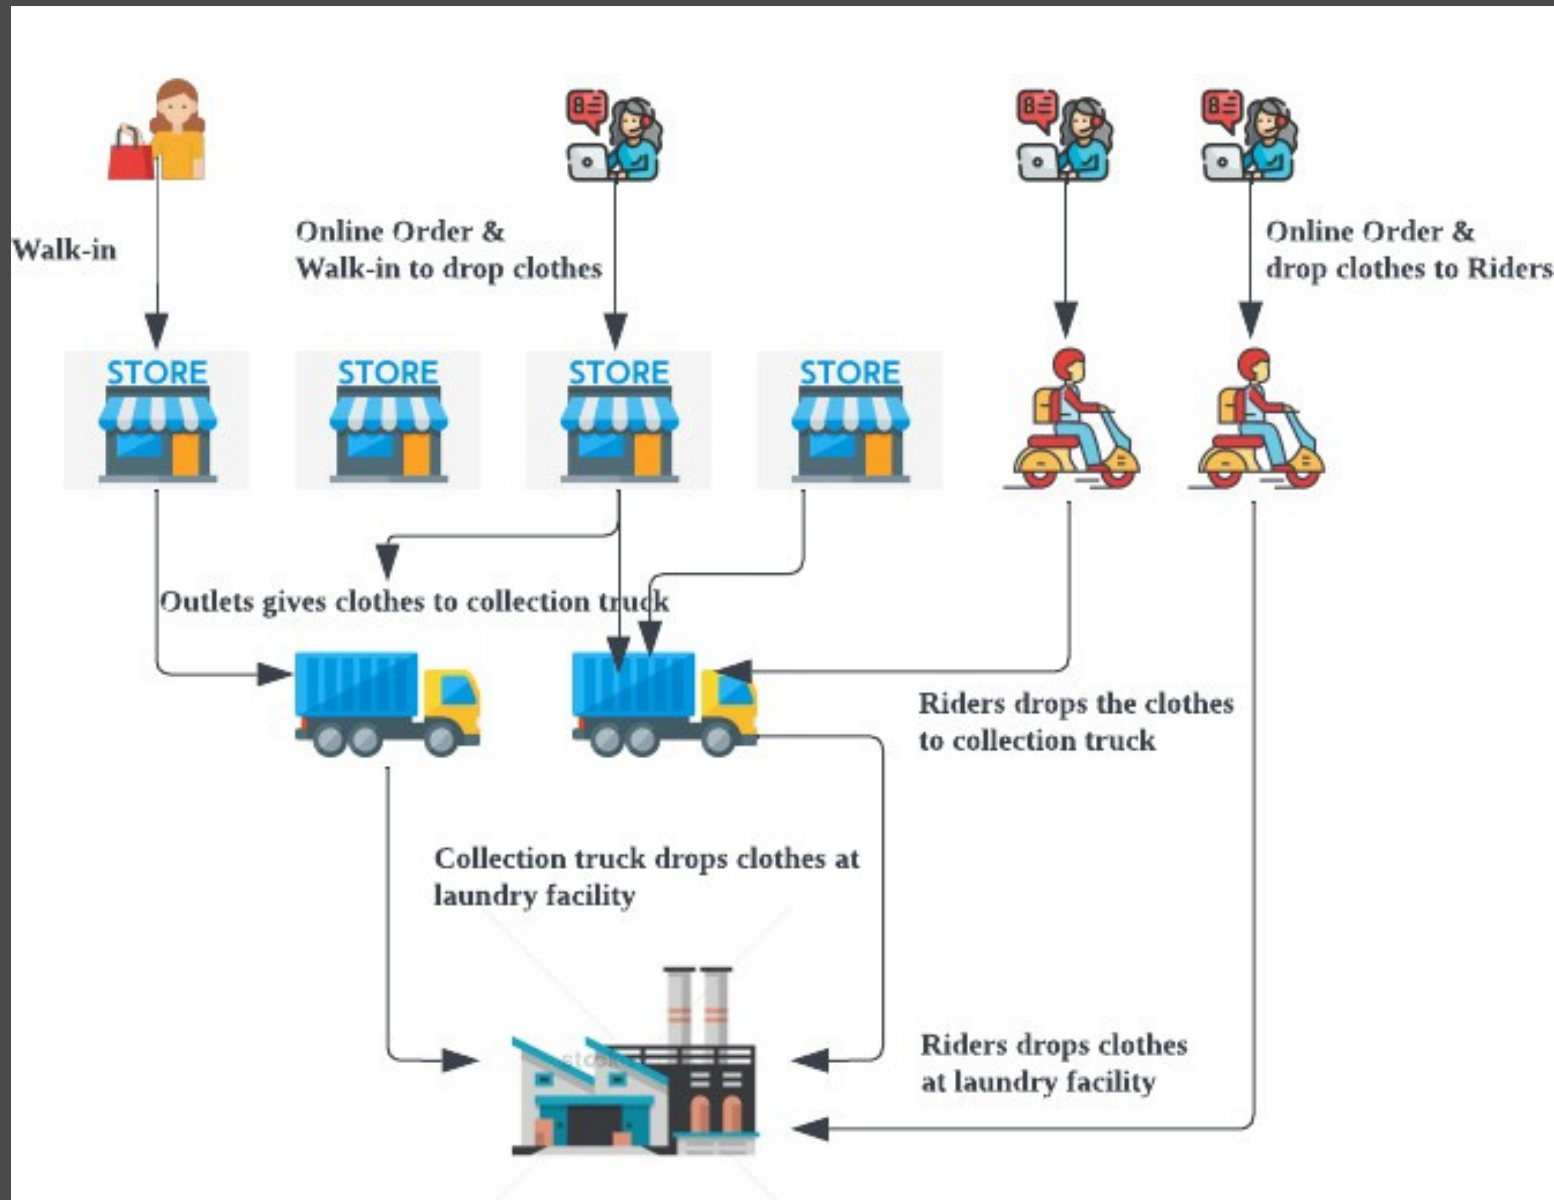 Walk-in
Online Order &
Walk-in to drop clothes
Online Order &
drop clothes to Riders
STORE
STORE
STORE
STORE
Outlets gives clothes to collection truck
Riders drops the clothes
to collection truck
Collection truck drops clothes at
laundry facility
Riders drops clothes
at laundry facility